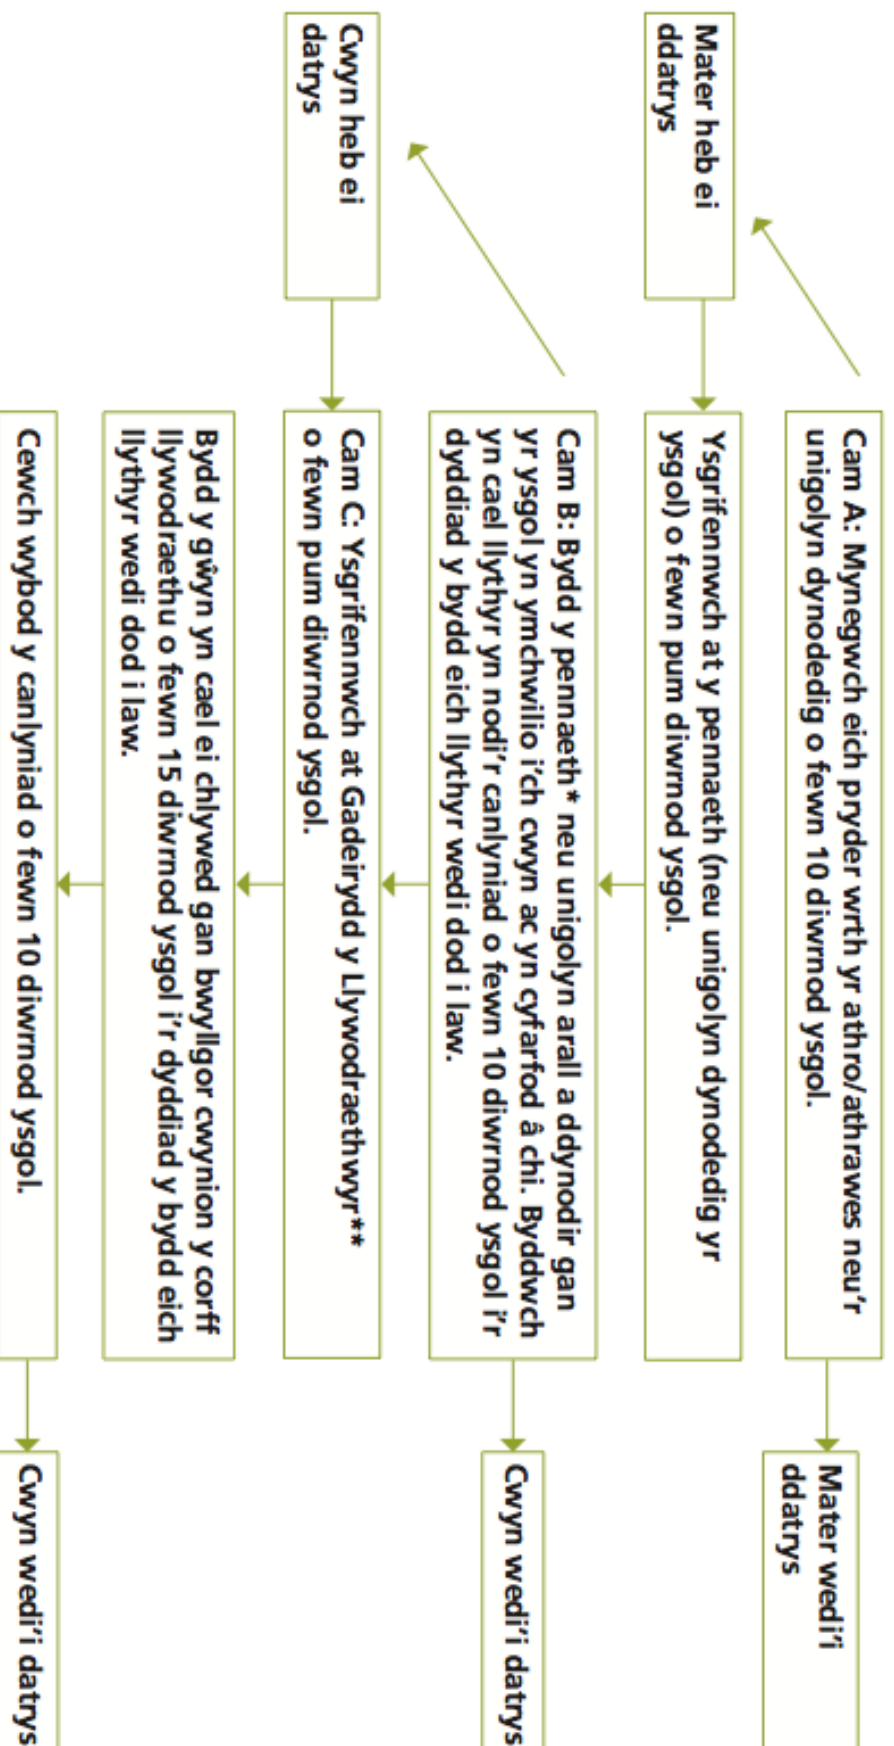 Cam A: Mynegwch eich pryder wrth yr athro/athrawes neu'r
unigolyn dynodedig o fewn 10 diwrnod ysgol.
Mater wedi'i
ddatrys
Mater heb ei
ddatrys
Ysgrifennwch at y pennaeth (neu unigolyn dynodedig yr
ysgol) o fewn pum diwrnod ysgol.
Cam B: Bydd y pennaeth* neu unigolyn arall a ddynodir gan
yr ysgol yn ymchwilio i'ch cwyn ac yn cyfarfod â chi. Byddwch
yn cael llythyr yn nodi'r canlyniad o fewn 10 diwrnod ysgol i'r
dyddiad y bydd eich llythyr wedi dod i law.
Cwyn wedi'i datrys
Cwyn heb ei
datrys
Cam C: Ysgrifennwch at Gadeirydd y Llywodraethwyr**
o fewn pum diwrnod ysgol.
Bydd y gŵyn yn cael ei chlywed gan bwyllgor cwynion y corff
llywodraethu o fewn 15 diwrnod ysgol i'r dyddiad y bydd eich
llythyr wedi dod i law.
Cewch wybod y canlyniad o fewn 10 diwrnod ysgol.
Cwyn wedi'i datrys